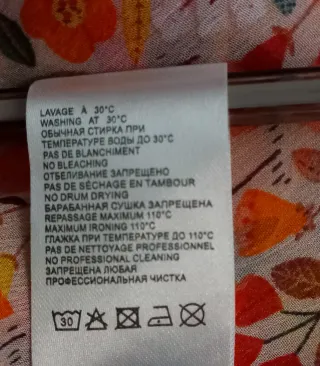 LAVAGE À 30°C
WASHING AT 30°C
ОБЫЧНАЯ СТИРКА ПРИ
ТЕМПЕРАТУРЕ ВОДЫ ДО 30°C
PAS DE BLANCHIMENT
NO BLEACHING
ОТБЕЛИВАНИЕ ЗАПРЕЩЕНО
PAS DE SÉCHAGE EN TAMBOUR
NO DRUM DRYING
БАРАБАННАЯ СУШКА ЗАПРЕЩЕНА
REPASSAGE MAXIMUM 110°C
MAXIMUM IRONING 110°C
ГЛАЖКА ПРИ ТЕМПЕРАТУРЕ ДО 110°C
PAS DE NETTOYAGE PROFESSIONNEL
NO PROFESSIONAL CLEANING
ЗАПРЕЩЕНА ЛЮБАЯ
ПРОФЕССИОНАЛЬНАЯ ЧИСТКА
30